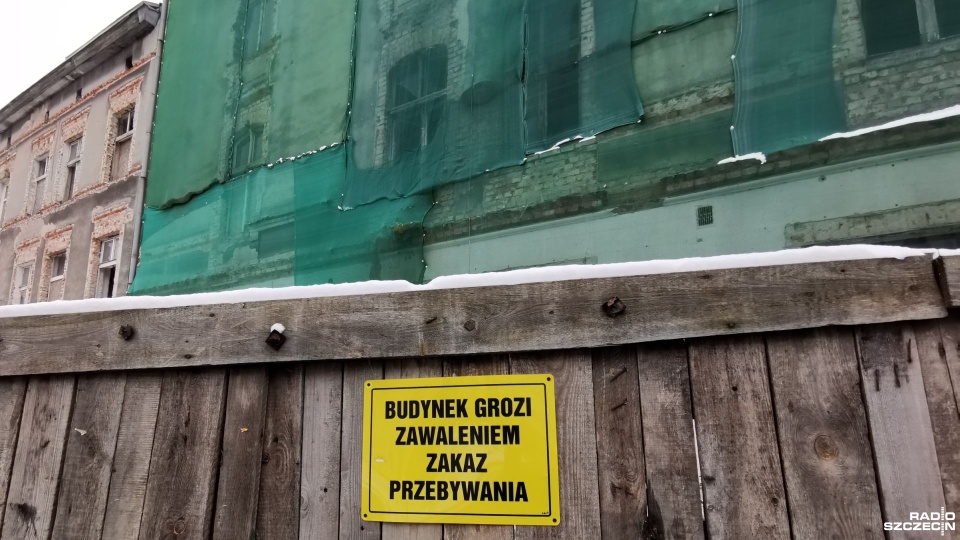 BUDYNEK GROZI
ZAWALENIEM
ZAKAZ
PRZEBYWANIA
RADIO
SZCZECIN